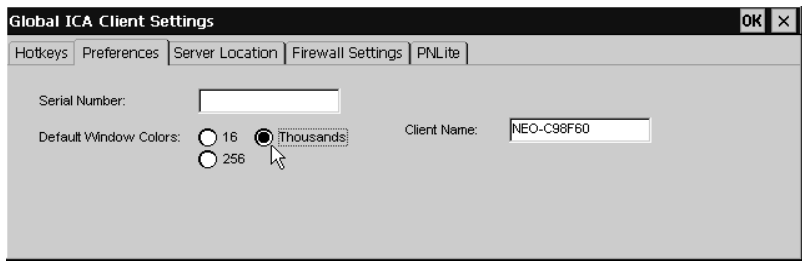 Global ICA Client Settings OK ×
Hotkeys Preferences Server Location Firewall Settings PNLite
Serial Number:
Default Window Colors: 16 Thousands Client Name: NEO-C98F60
256